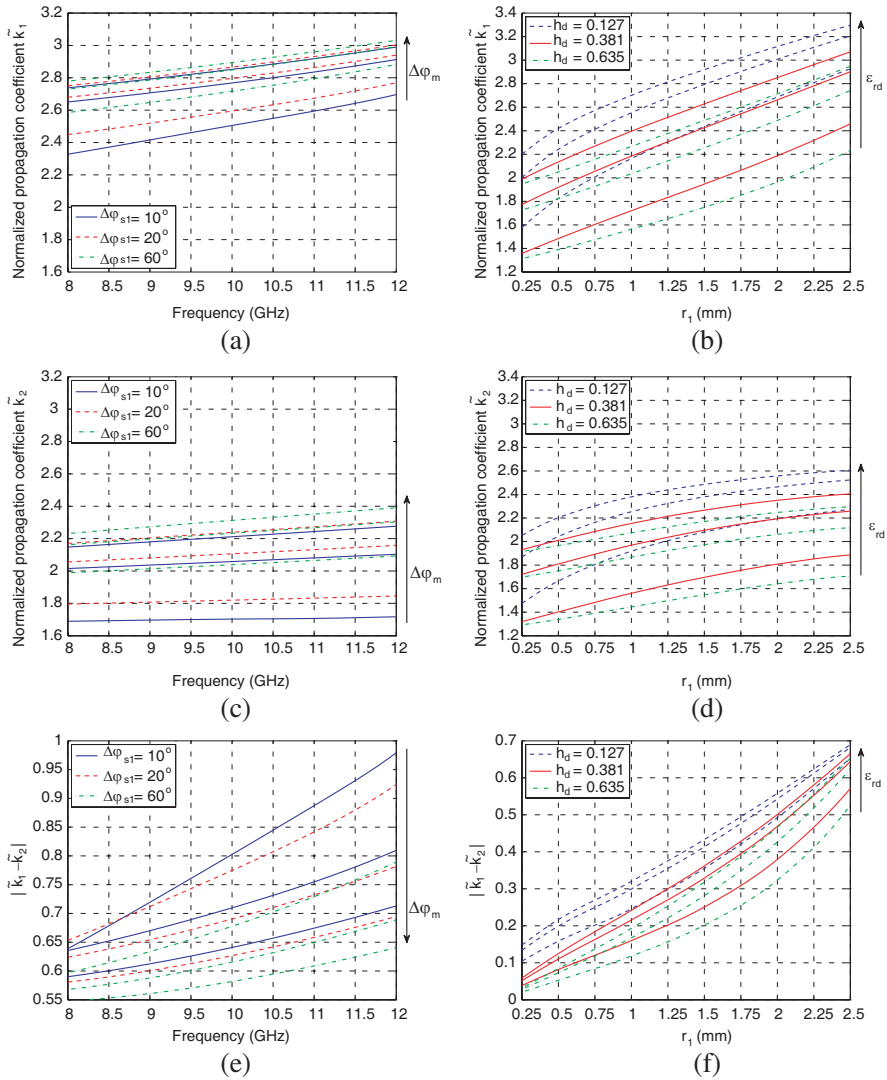 3.2
3
2.8
2.6
2.4
2.2
2
1.8
1.6
Normalized propagation coefficient k̃₁
Δφs1= 10°
Δφs1= 20°
Δφs1= 60°
Δφm
8 8.5 9 9.5 10 10.5 11 11.5 12
Frequency (GHz)
(a)
3.4
3.2
3
2.8
2.6
2.4
2.2
2
1.8
1.6
1.4
1.2
Normalized propagation coefficient k̃₁
hd = 0.127
hd = 0.381
hd = 0.635
εrd
0.25 0.5 0.75 1 1.25 1.5 1.75 2 2.25 2.5
r₁ (mm)
(b)
3.2
3
2.8
2.6
2.4
2.2
2
1.8
1.6
Normalized propagation coefficient k̃₂
Δφs1= 10°
Δφs1= 20°
Δφs1= 60°
Δφm
8 8.5 9 9.5 10 10.5 11 11.5 12
Frequency (GHz)
(c)
3.4
3.2
3
2.8
2.6
2.4
2.2
2
1.8
1.6
1.4
1.2
Normalized propagation coefficient k̃₂
hd = 0.127
hd = 0.381
hd = 0.635
εrd
0.25 0.5 0.75 1 1.25 1.5 1.75 2 2.25 2.5
r₁ (mm)
(d)
1
0.95
0.9
0.85
0.8
0.75
0.7
0.65
0.6
0.55
| k̃₁−k̃₂|
Δφs1= 10°
Δφs1= 20°
Δφs1= 60°
Δφm
8 8.5 9 9.5 10 10.5 11 11.5 12
Frequency (GHz)
(e)
0.7
0.6
0.5
0.4
0.3
0.2
0.1
0
| k̃₁−k̃₂|
hd = 0.127
hd = 0.381
hd = 0.635
εrd
0.25 0.5 0.75 1 1.25 1.5 1.75 2 2.25 2.5
r₁ (mm)
(f)